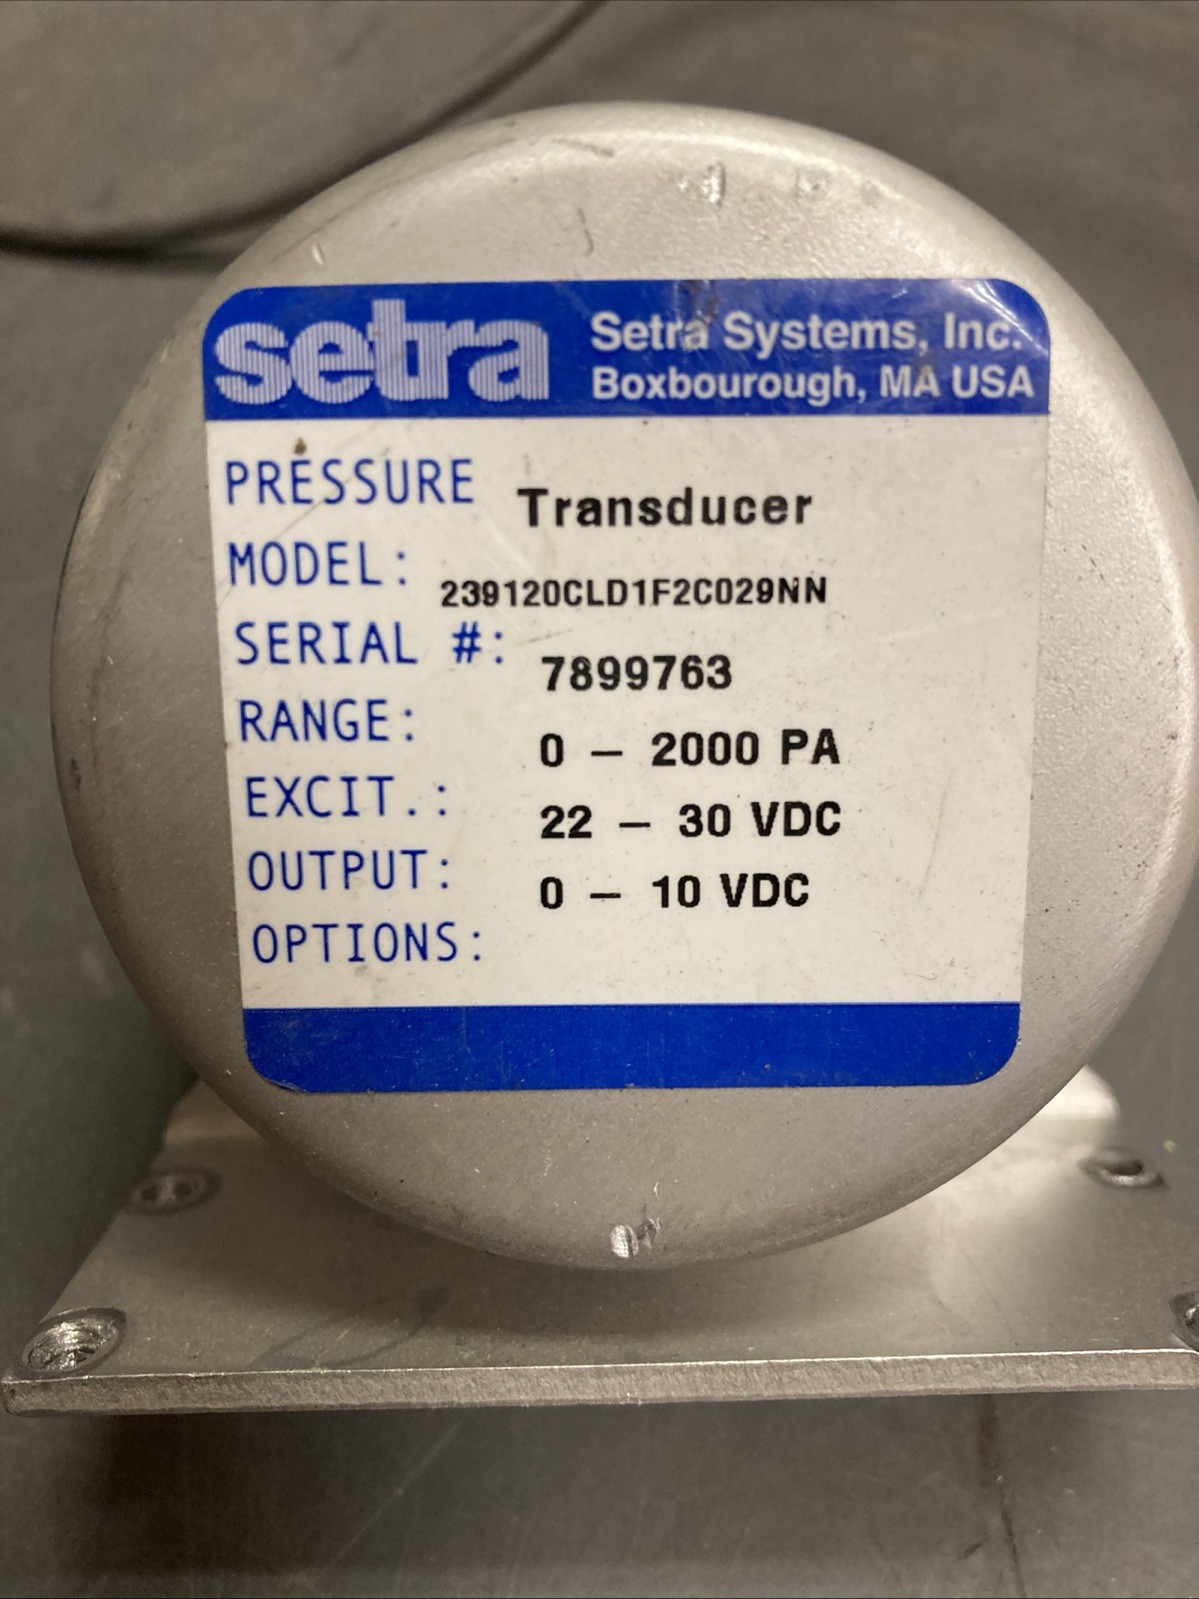 setra
Setra Systems, Inc.
Boxbourough, MA USA
PRESSURE Transducer
MODEL: 239120CLD1F2C029NN
SERIAL #: 7899763
RANGE: 0 – 2000 PA
EXCIT.: 22 – 30 VDC
OUTPUT: 0 – 10 VDC
OPTIONS: